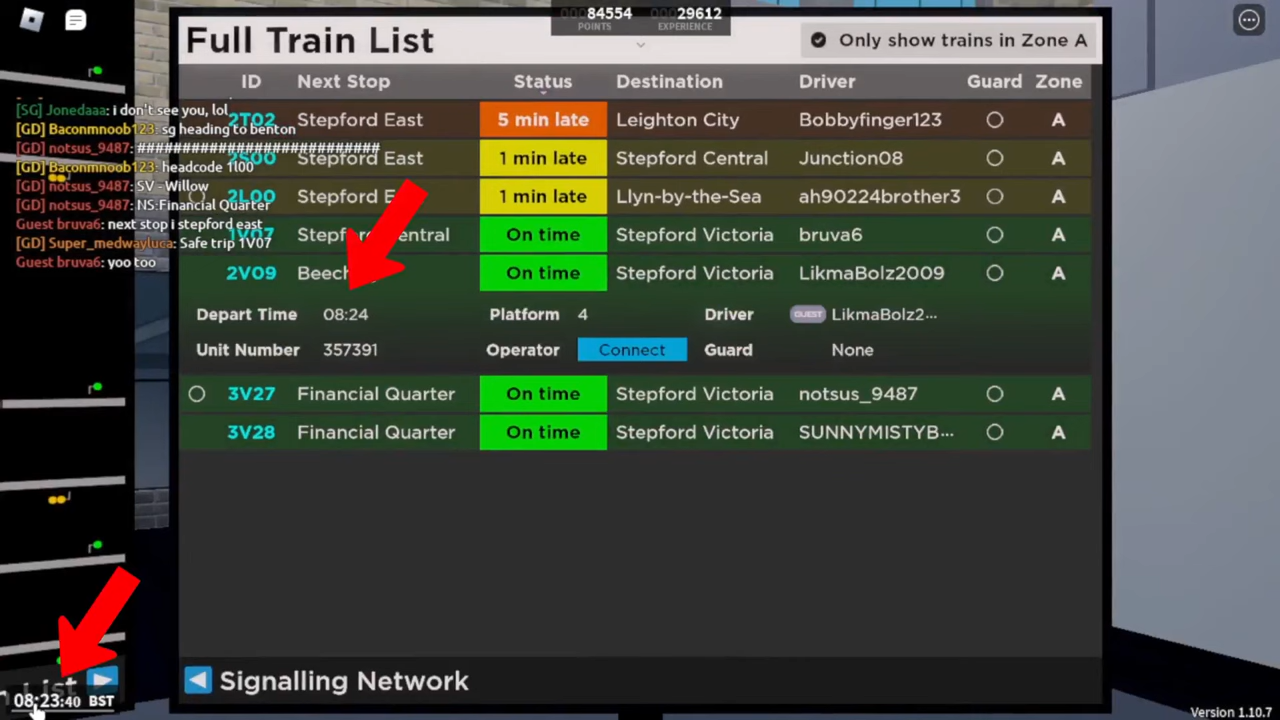 84554 29612
POINTS EXPERIENCE
Full Train List Only show trains in Zone A
ID Next Stop Status Destination Driver Guard Zone
2T02 Stepford East 5 min late Leighton City Bobbyfinger123 A
2S00 Stepford East 1 min late Stepford Central Junction08 A
2L00 Stepford 1 min late Llyn-by-the-Sea ah90224brother3 A
1V07 On time Stepford Victoria bruva6 A
2V09 On time Stepford Victoria LikmaBolz2009 A
Depart Time 08:24 Platform 4 Driver GUEST LikmaBolz2...
Unit Number 357391 Operator Connect Guard None
3V27 Financial Quarter On time Stepford Victoria notsus_9487 A
3V28 Financial Quarter On time Stepford Victoria SUNNYMISTYB... A
Signalling Network
[SG] Jonedaaa: i don't see you, lol
[GD] Baconmnoob123: sg heading to benton
[GD] notsus_9487: ###########################
[GD] Baconmnoob123: headcode 1l00
[GD] notsus_9487: SV - Willow
[GD] notsus_9487: NS:Financial Quarter
Guest bruva6: next stop i stepford east
[GD] Super_medwayluca: Safe trip 1V07
Guest bruva6: yoo too
List
08:23:40 BST
Version 1.10.7